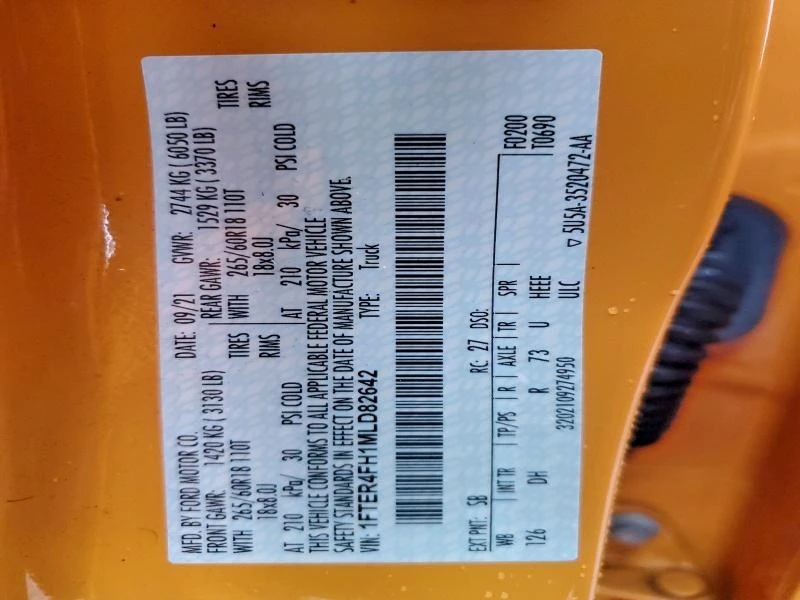 MFD. BY FORD MOTOR CO.
DATE: 09/21 GVWR: 2744 KG ( 6050 LB)
FRONT GAWR: 1420 KG ( 3130 LB) REAR GAWR: 1529 KG ( 3370 LB)
WITH 265/60R18 110T TIRES WITH 265/60R18 110T TIRES
18x8.0J RIMS 18x8.0J RIMS
AT 210 kPa/ 30 PSI COLD AT 210 kPa/ 30 PSI COLD
THIS VEHICLE CONFORMS TO ALL APPLICABLE FEDERAL MOTOR VEHICLE
SAFETY STANDARDS IN EFFECT ON THE DATE OF MANUFACTURE SHOWN ABOVE.
VIN: 1FTER4FH1MLD82642 TYPE: Truck
EXT PNT: SB RC: 27 DSO: F0200
WB INT TR TP/PS R AXLE TR SPR T0690
126 DH R 73 U HEEE
3202109274950 ULC ▽ 5U5A-3520472-AA